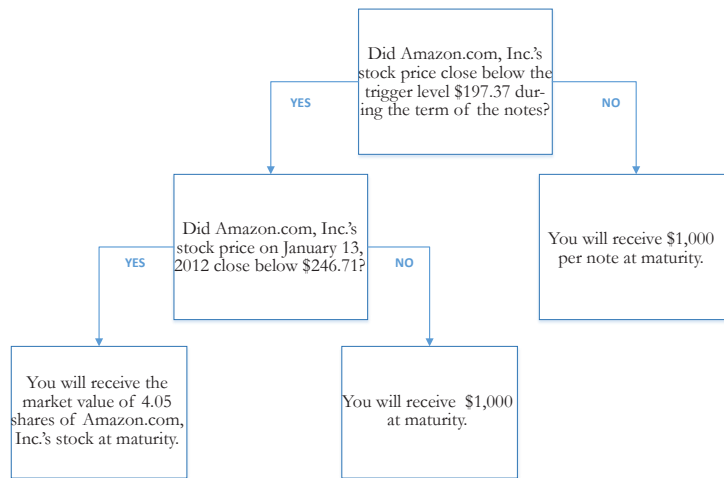 Did Amazon.com, Inc.'s
stock price close below the
trigger level $197.37 dur-
ing the term of the notes?
YES
NO
Did Amazon.com, Inc.'s
stock price on January 13,
2012 close below $246.71?
You will receive $1,000
per note at maturity.
YES
NO
You will receive the
market value of 4.05
shares of Amazon.com,
Inc.'s stock at maturity.
You will receive $1,000
at maturity.